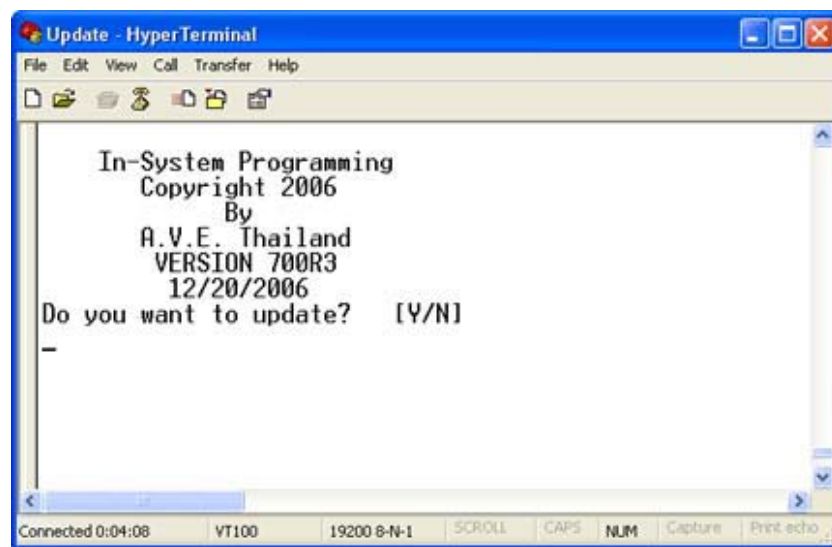 Update - HyperTerminal
File Edit View Call Transfer Help
In-System Programming
Copyright 2006
By
A.V.E. Thailand
VERSION 700R3
12/20/2006
Do you want to update? [Y/N]
_
Connected 0:04:08 VT100 19200 8-N-1 SCROLL CAPS NUM Capture Print echo